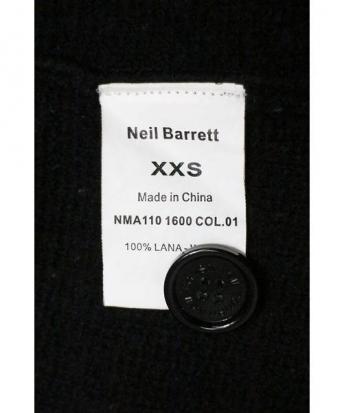 Neil Barrett
XXS
Made in China
NMA110 1600 COL.01
100% LANA -